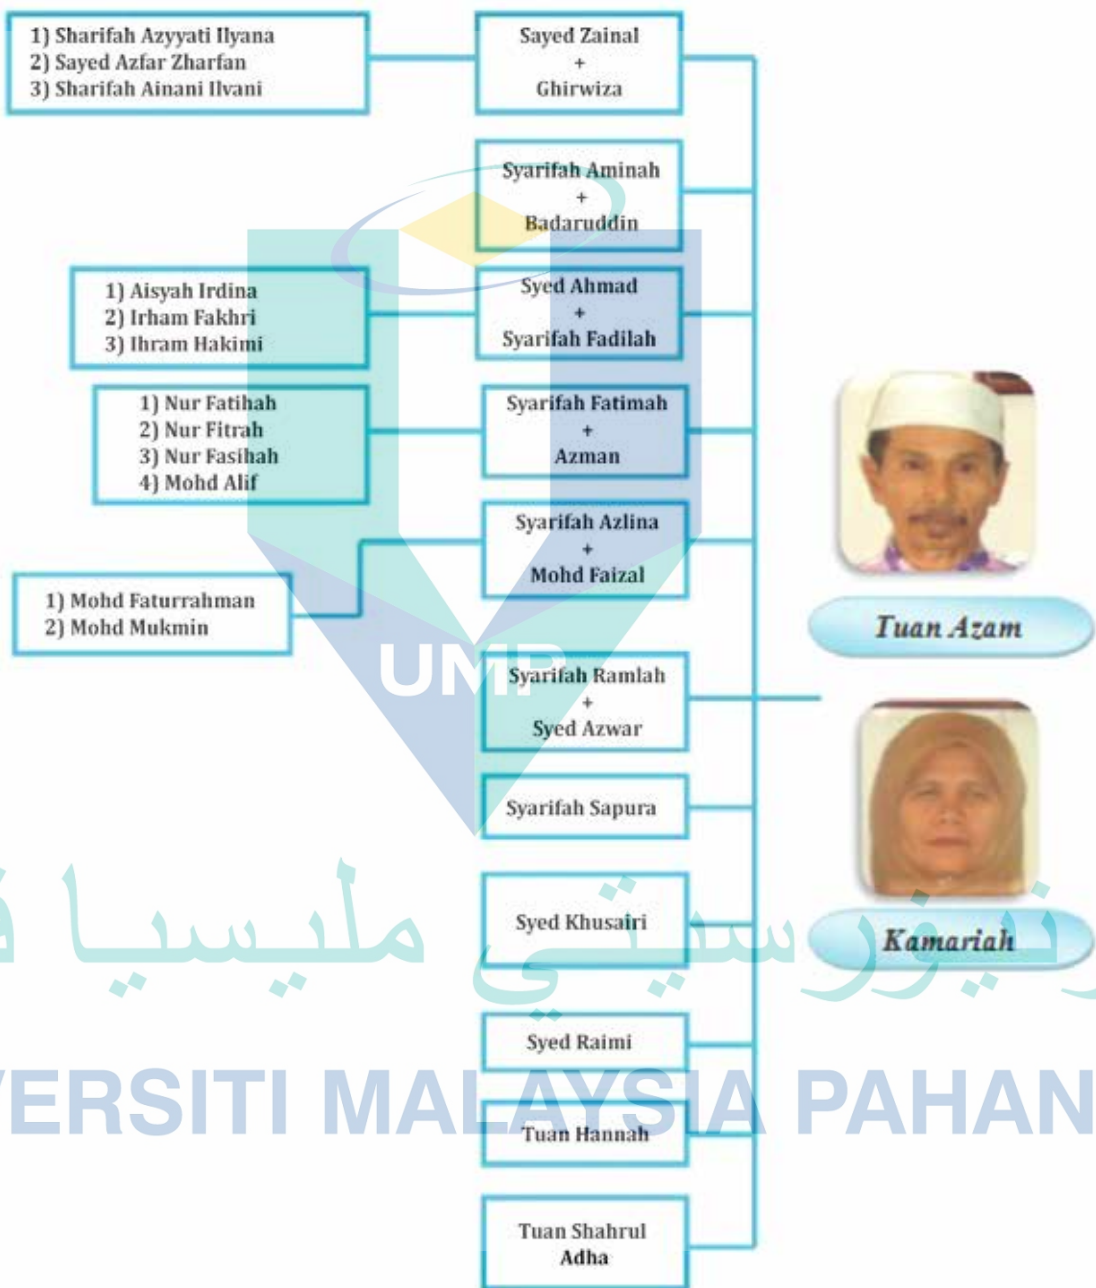 1) Sharifah Azyyati Ilyana
2) Sayed Azfar Zharfan
3) Sharifah Ainani Ilvani
Sayed Zainal
+
Ghirwiza
Syarifah Aminah
+
Badaruddin
1) Aisyah Irdina
2) Irham Fakhri
3) Ihram Hakimi
Syed Ahmad
+
Syarifah Fadilah
1) Nur Fatihah
2) Nur Fitrah
3) Nur Fasihah
4) Mohd Alif
Syarifah Fatimah
+
Azman
Syarifah Azlina
+
Mohd Faizal
1) Mohd Faturrahman
2) Mohd Mukmin
Tuan Azam
UMP
Syarifah Ramlah
+
Syed Azwar
Syarifah Sapura
Syed Khusairi
Kamariah
مليسيا
Syed Raimi
VERSITI MALAYSIA PAHAN
Tuan Hannah
Tuan Shahrul
Adha